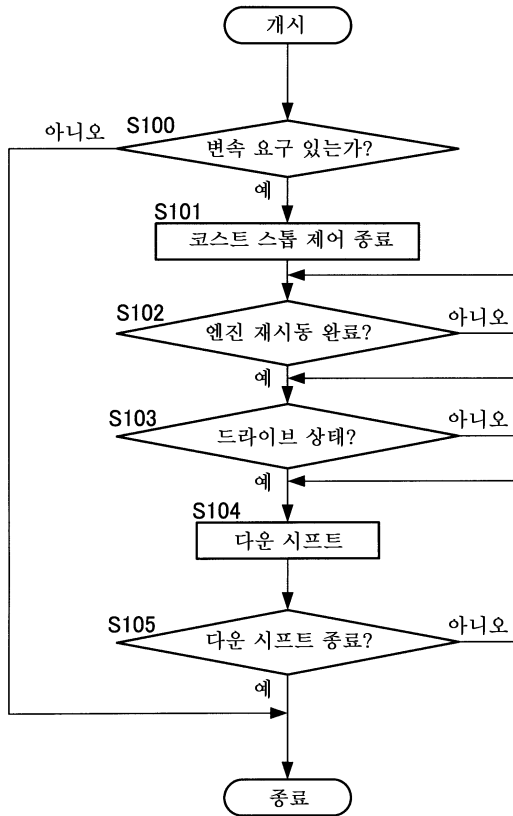 개시
아니오
S100
변속 요구 있는가?
예
S101
코스트 스톱 제어 종료
S102
엔진 재시동 완료?
아니오
예
S103
드라이브 상태?
아니오
예
S104
다운 시프트
S105
다운 시프트 종료?
아니오
예
종료